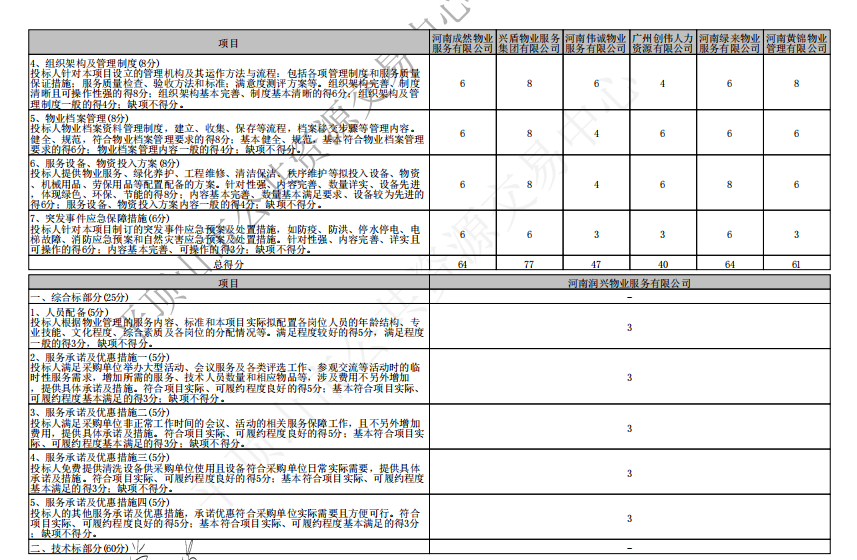 项目
河南成然物业服务有限公司
兴盾物业服务集团有限公司
河南伟诚物业服务有限公司
广州创伟人力资源有限公司
河南绿来物业服务有限公司
河南黄锦物业管理有限公司
4、组织架构及管理制度(8分)
投标人针对本项目设立的管理机构及其运作方法与流程：包括各项管理制度和服务质量
保证措施；服务质量检查、验收方法和标准；满意度测评方案等。组织架构完善、制度
清晰且可操作性强的得8分；组织架构基本完善、制度基本清晰的得6分；组织架构及管
理制度一般的得4分；缺项不得分。
6 8 6 4 6 8
5、物业档案管理(8分)
投标人物业档案资料管理制度，建立、收集、保存等流程，档案移交步骤等管理内容。
健全、规范，符合物业档案管理要求的得8分；基本健全、规范，基本符合物业档案管理
要求的得6分；物业档案管理内容一般的得4分；缺项不得分。
6 8 4 6 6 6
6、服务设备、物资投入方案(8分)
投标人提供物业服务、绿化养护、工程维修、清洁保洁、秩序维护等拟投入设备、物资
、机械用品、劳保用品等配置配备的方案。针对性强、内容完善、数量详实、设备先进
，体现绿色、环保、节能的得8分；内容基本完善、数量基本满足要求、设备较为先进的
得6分；服务设备、物资投入方案内容一般的得4分；缺项不得分。
6 8 4 6 8 6
7、突发事件应急保障措施(6分)
投标人针对本项目制订的突发事件应急预案及处置措施，如防疫、防洪、停水停电、电
梯故障、消防应急预案和自然灾害应急预案及处置措施。针对性强、内容完善、详实且
可操作的得6分；内容基本完善、可操作的得3分；缺项不得分。
6 6 3 3 6 3
总得分 64 77 47 40 64 61
项目 河南润兴物业服务有限公司
一、综合标部分(25分) –
1、人员配备(5分)
投标人根据物业管理的服务内容、标准和本项目实际拟配置各岗位人员的年龄结构、专
业技能、文化程度、综合素质及各岗位的分配情况等。满足程度较好的得5分，满足程度
一般的得3分，缺项不得分。
3
2、服务承诺及优惠措施一(5分)
投标人满足采购单位举办大型活动、会议服务及各类评选工作、参观交流等活动时的临
时性服务需求，增加所需的服务、技术人员数量和相应物品等，涉及费用不另外增加
，提供具体承诺及措施。符合项目实际、可履约程度良好的得5分；基本符合项目实际、
可履约程度基本满足的得3分；缺项不得分。
3
3、服务承诺及优惠措施二(5分)
投标人满足采购单位非正常工作时间的会议、活动的相关服务保障工作，且不另外增加
费用，提供具体承诺及措施。符合项目实际、可履约程度良好的得5分；基本符合项目实
际、可履约程度基本满足的得3分；缺项不得分。
3
4、服务承诺及优惠措施三(5分)
投标人免费提供清洗设备供采购单位使用且设备符合采购单位日常实际需要，提供具体
承诺及措施。符合项目实际、可履约程度良好的得5分；基本符合项目实际、可履约程度
基本满足的得3分；缺项不得分。
3
5、服务承诺及优惠措施四(5分)
投标人的其他服务承诺及措施，承诺优惠符合采购单位实际需要且方便可行。符合
项目实际、可履约程度良好的得5分；基本符合项目实际、可履约程度基本满足的得3分
；缺项不得分。
3
二、技术标部分(60分) –
平顶山公共资源交易中心
平顶山公共资源交易中心